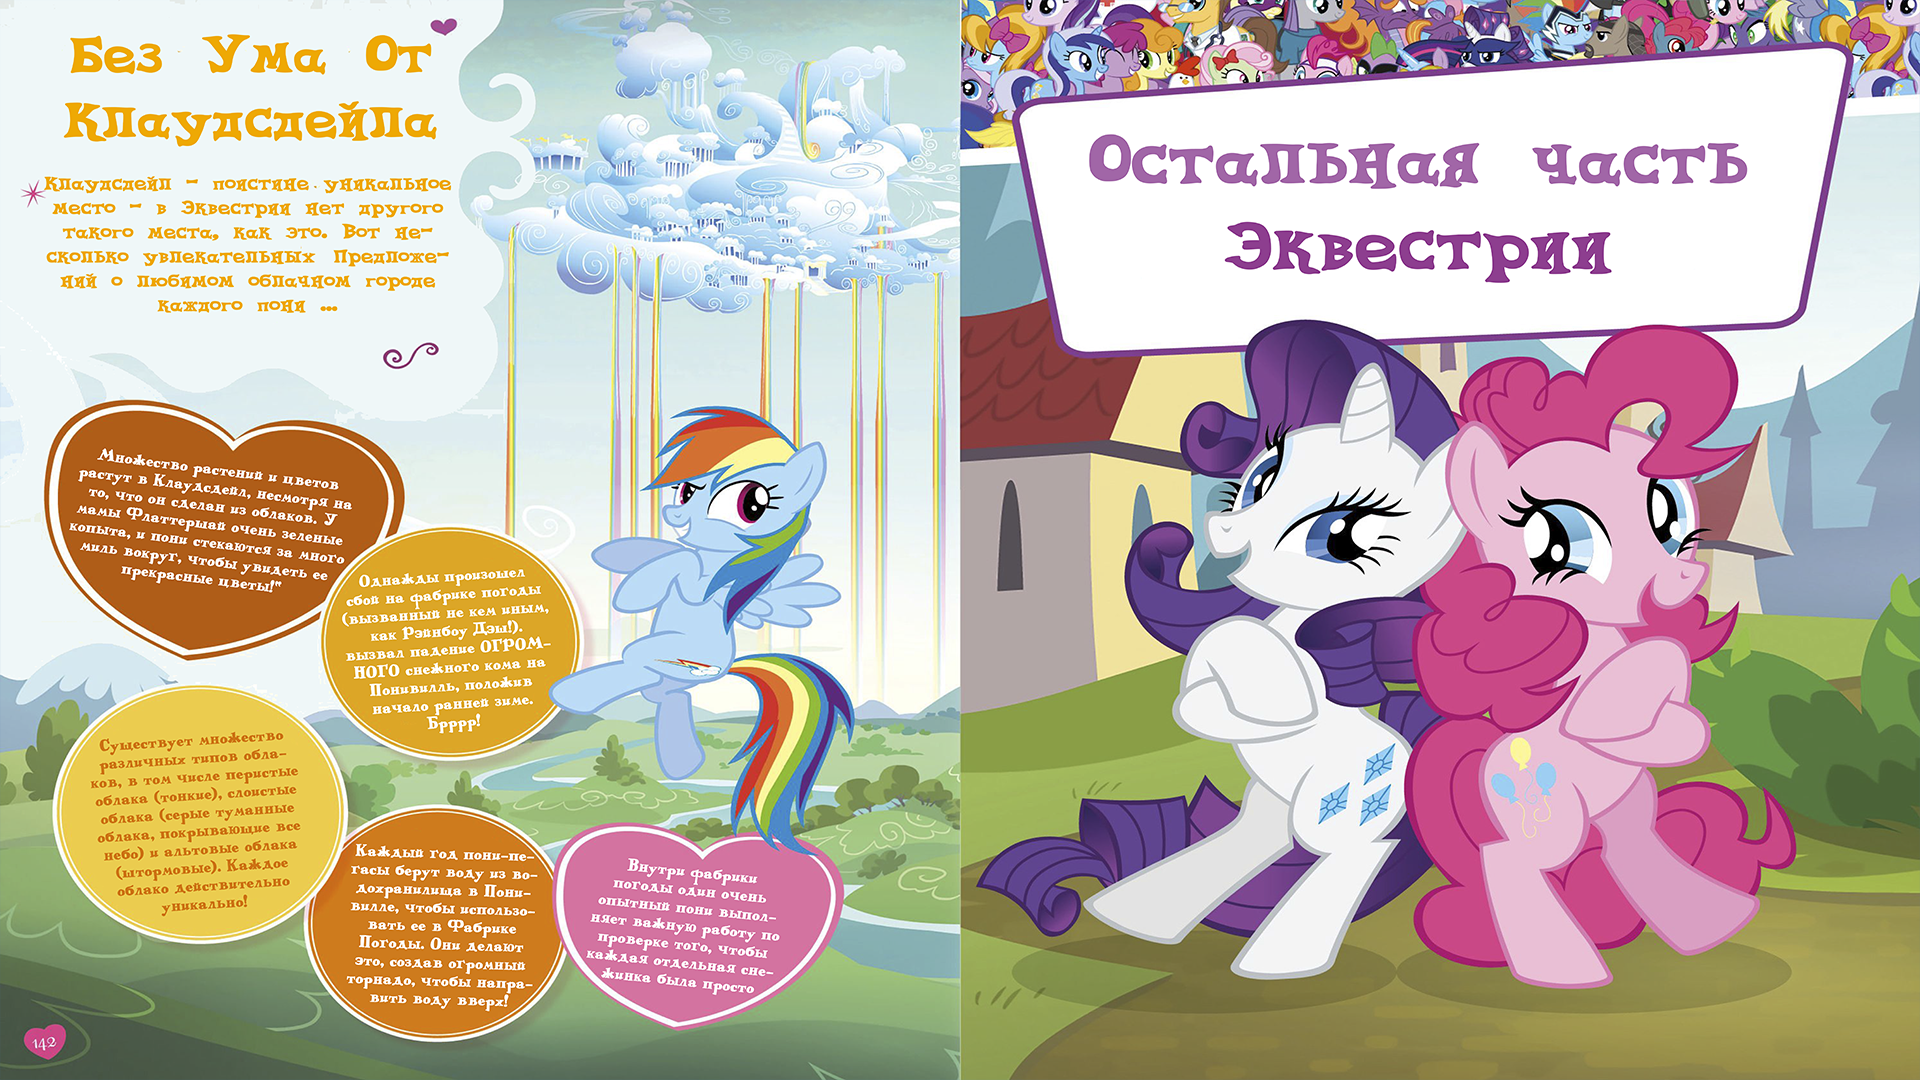 Без Ума От
Клаудсдейла
Клаудсдейл - поистине уникальное
место - в Эквестрии нет другого
такого места, как это. Вот не-
сколько увлекательных Предложе-
ний о любимом облачном городе
каждого пони ...
Множество растений и цветов
растут в Клаудсдейл, несмотря на
то, что он сделан из облаков. У
мамы Флаттершай очень зеленые
копыта, и пони стекаются за много
миль вокруг, чтобы увидеть ее
прекрасные цветы!"
Однажды произошел
сбой на фабрике погоды
(вызванный не кем иным,
как Рэйнбоу Дэш!).
вызвал падение ОГРОМ-
НОГО снежного кома на
Понивилль, положив
начало ранней зиме.
Брррр!
Существует множество
различных типов обла-
ков, в том числе перистые
облака (тонкие), слоистые
облака (серые туманные
облака, покрывающие все
небо) и альтовые облака
(штормовые). Каждое
облако действительно
уникально!
Каждый год пони-пе-
гасы берут воду из во-
дохранилища в Пони-
вилле, чтобы использо-
вать ее в Фабрике
Погоды. Они делают
это, создав огромный
торнадо, чтобы напра-
вить воду вверх!
Внутри фабрики
погоды один очень
опытный пони выпол-
няет важную работу по
проверке того, чтобы
каждая отдельная сне-
жинка была просто
142
Остальная часть
Эквестрии